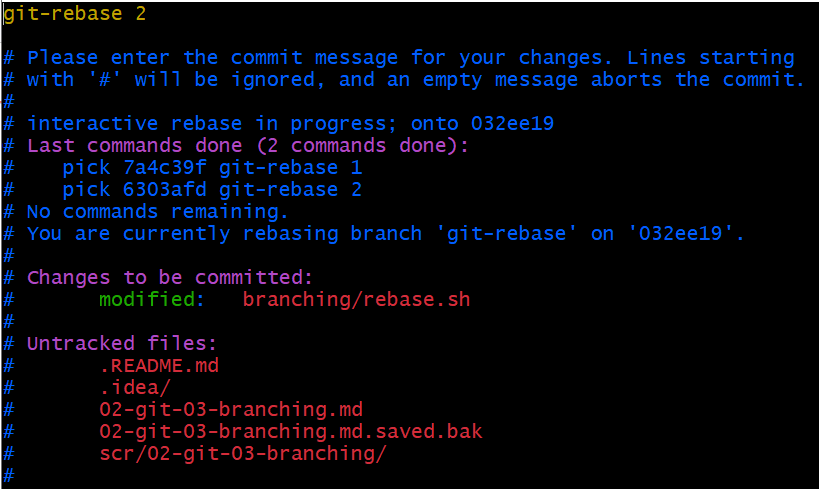 git-rebase 2
# Please enter the commit message for your changes. Lines starting
# with '#' will be ignored, and an empty message aborts the commit.
#
# interactive rebase in progress; onto 032ee19
# Last commands done (2 commands done):
#    pick 7a4c39f git-rebase 1
#    pick 6303afd git-rebase 2
# No commands remaining.
# You are currently rebasing branch 'git-rebase' on '032ee19'.
#
# Changes to be committed:
#       modified:   branching/rebase.sh
#
# Untracked files:
#       .README.md
#       .idea/
#       02-git-03-branching.md
#       02-git-03-branching.md.saved.bak
#       scr/02-git-03-branching/
#